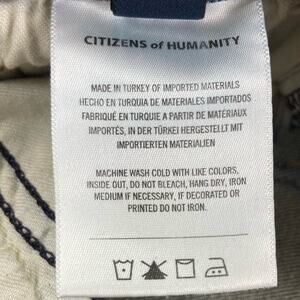 CITIZENS of HUMANITY
MADE IN TURKEY OF IMPORTED MATERIALS
HECHO EN TURQUIA DE MATERIALES IMPORTADOS
FABRIQUÉ EN TURQUIE A PARTIR DE MATÉRIAUX
IMPORTÉS, IN DER TÜRKEI HERGESTELLT MIT
IMPORTIERTEN MATERIALIEN
MACHINE WASH COLD WITH LIKE COLORS,
INSIDE OUT, DO NOT BLEACH, HANG DRY, IRON
MEDIUM IF NECESSARY, IF DECORATED OR
PRINTED DO NOT IRON.